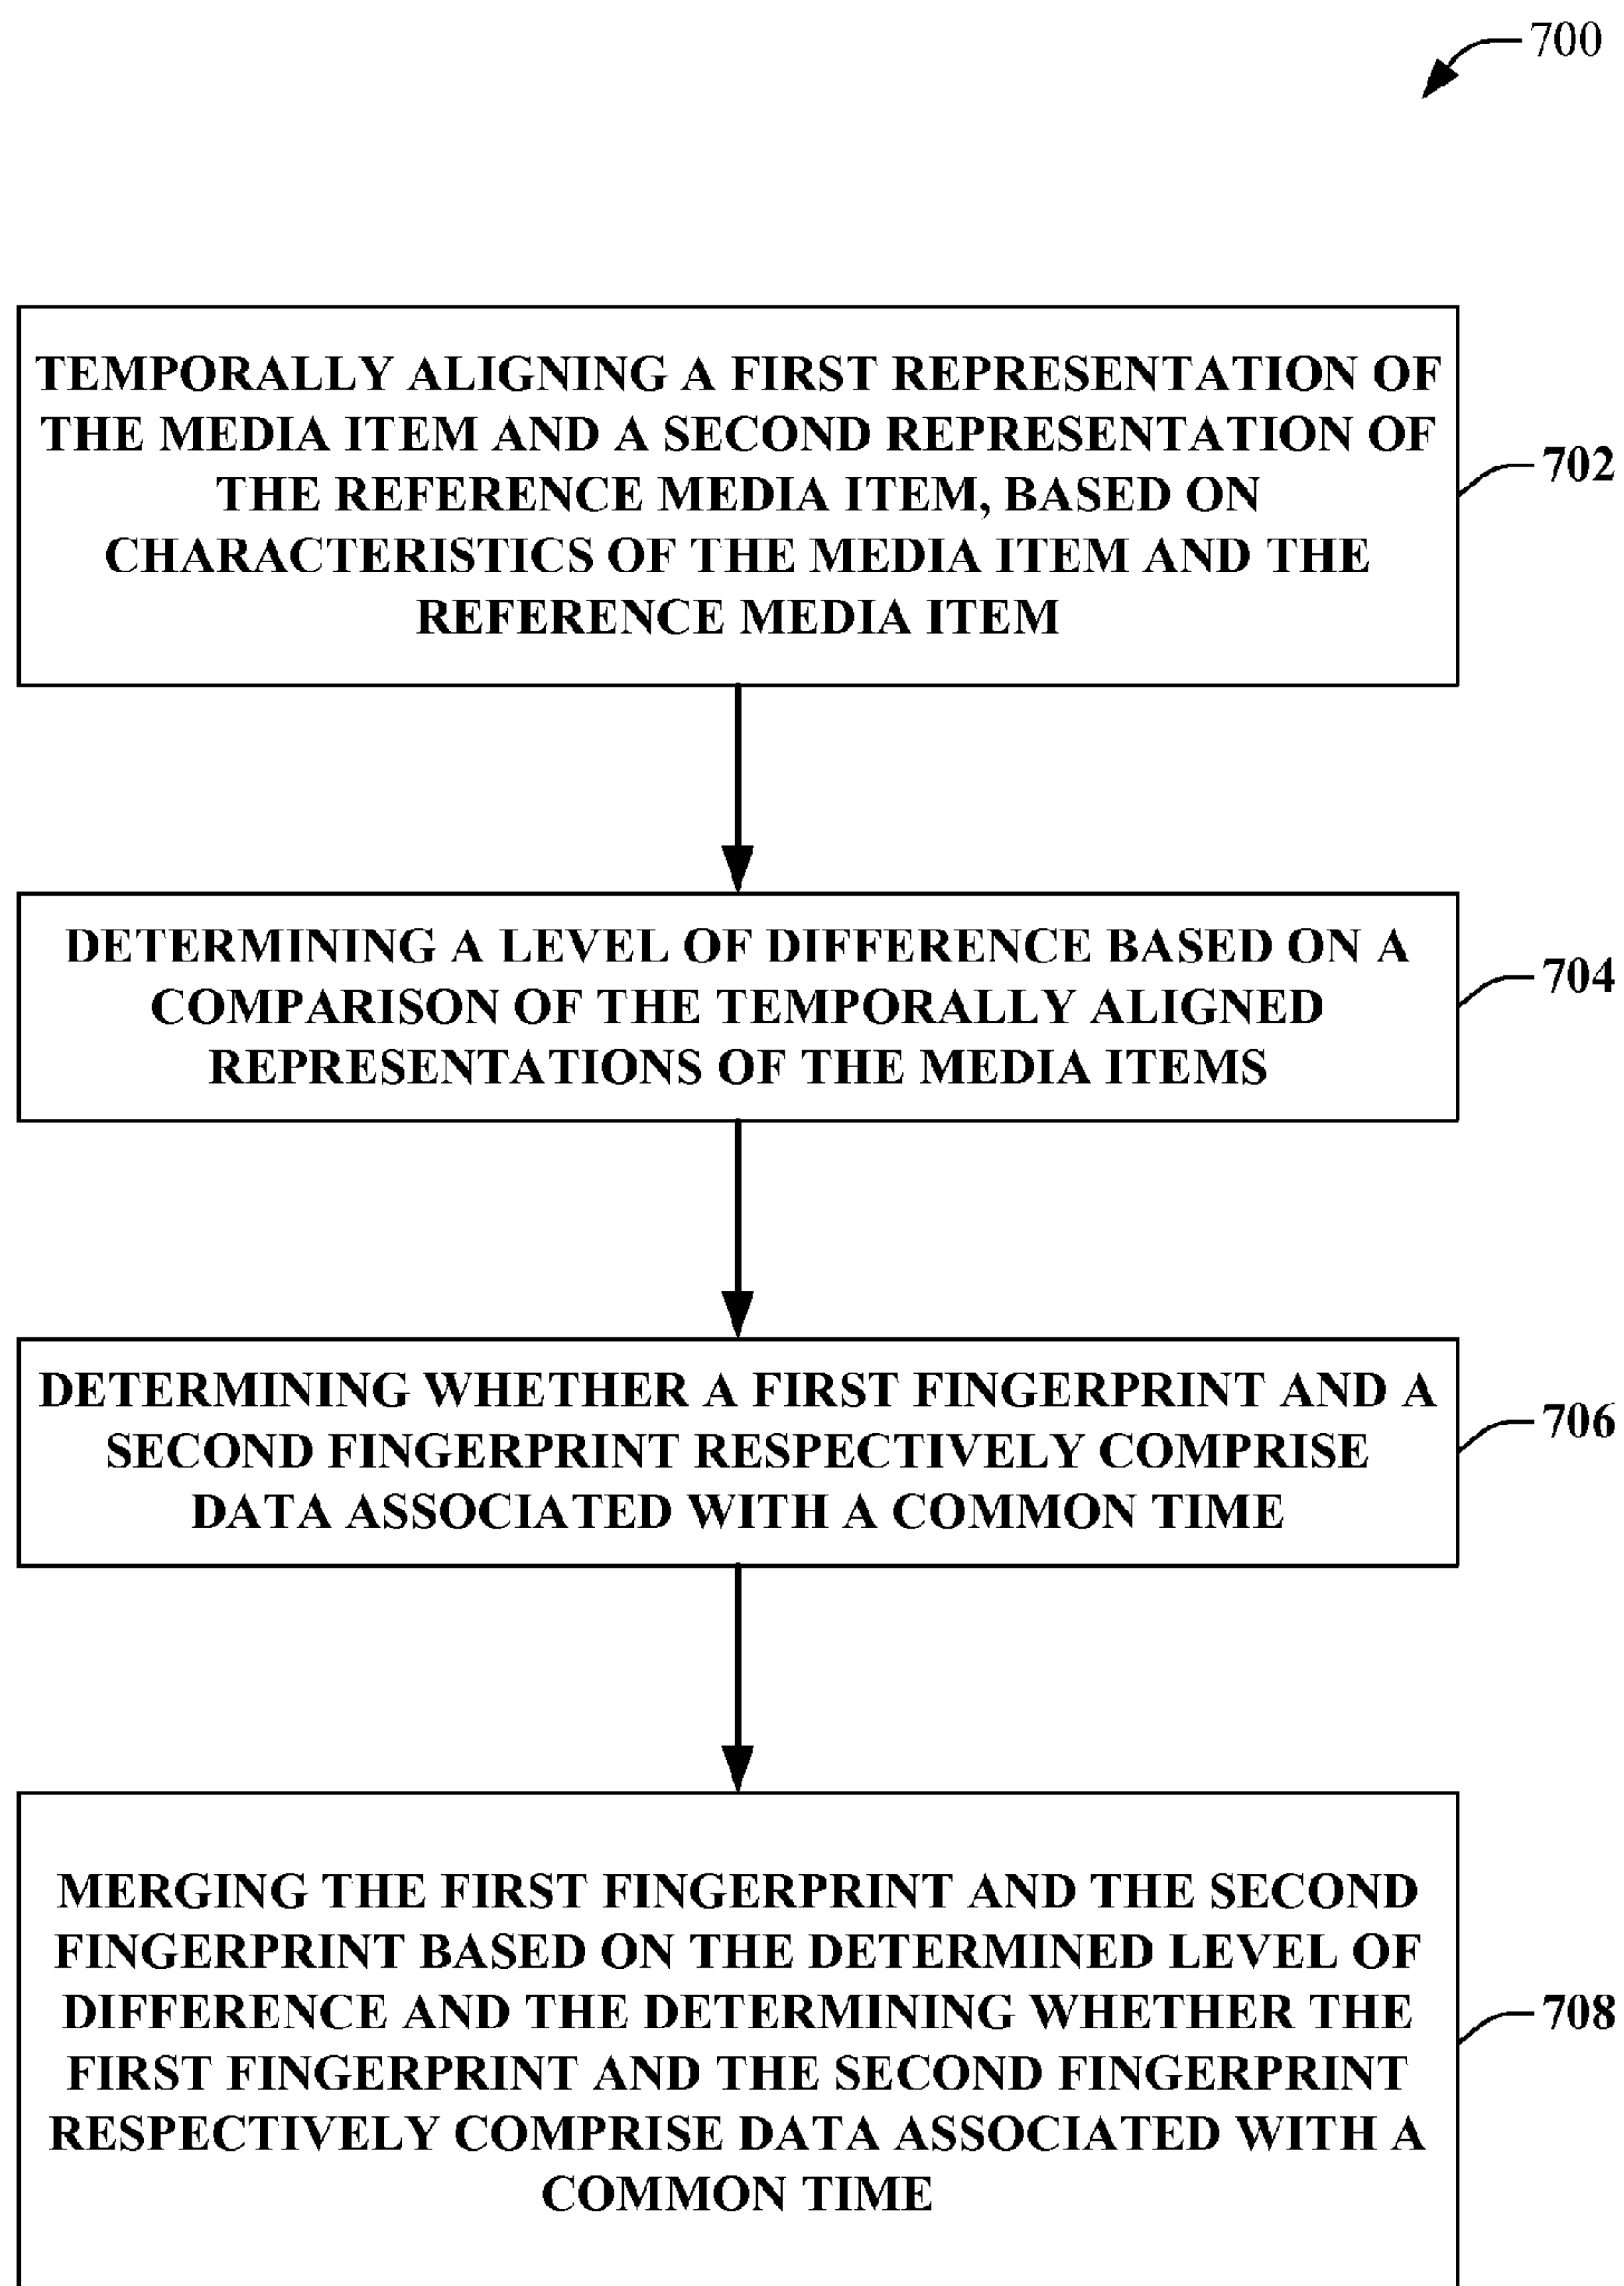 700
TEMPORALLY ALIGNING A FIRST REPRESENTATION OF
THE MEDIA ITEM AND A SECOND REPRESENTATION OF
THE REFERENCE MEDIA ITEM, BASED ON
CHARACTERISTICS OF THE MEDIA ITEM AND THE
REFERENCE MEDIA ITEM
702
DETERMINING A LEVEL OF DIFFERENCE BASED ON A
COMPARISON OF THE TEMPORALLY ALIGNED
REPRESENTATIONS OF THE MEDIA ITEMS
704
DETERMINING WHETHER A FIRST FINGERPRINT AND A
SECOND FINGERPRINT RESPECTIVELY COMPRISE
DATA ASSOCIATED WITH A COMMON TIME
706
MERGING THE FIRST FINGERPRINT AND THE SECOND
FINGERPRINT BASED ON THE DETERMINED LEVEL OF
DIFFERENCE AND THE DETERMINING WHETHER THE
FIRST FINGERPRINT AND THE SECOND FINGERPRINT
RESPECTIVELY COMPRISE DATA ASSOCIATED WITH A
COMMON TIME
708